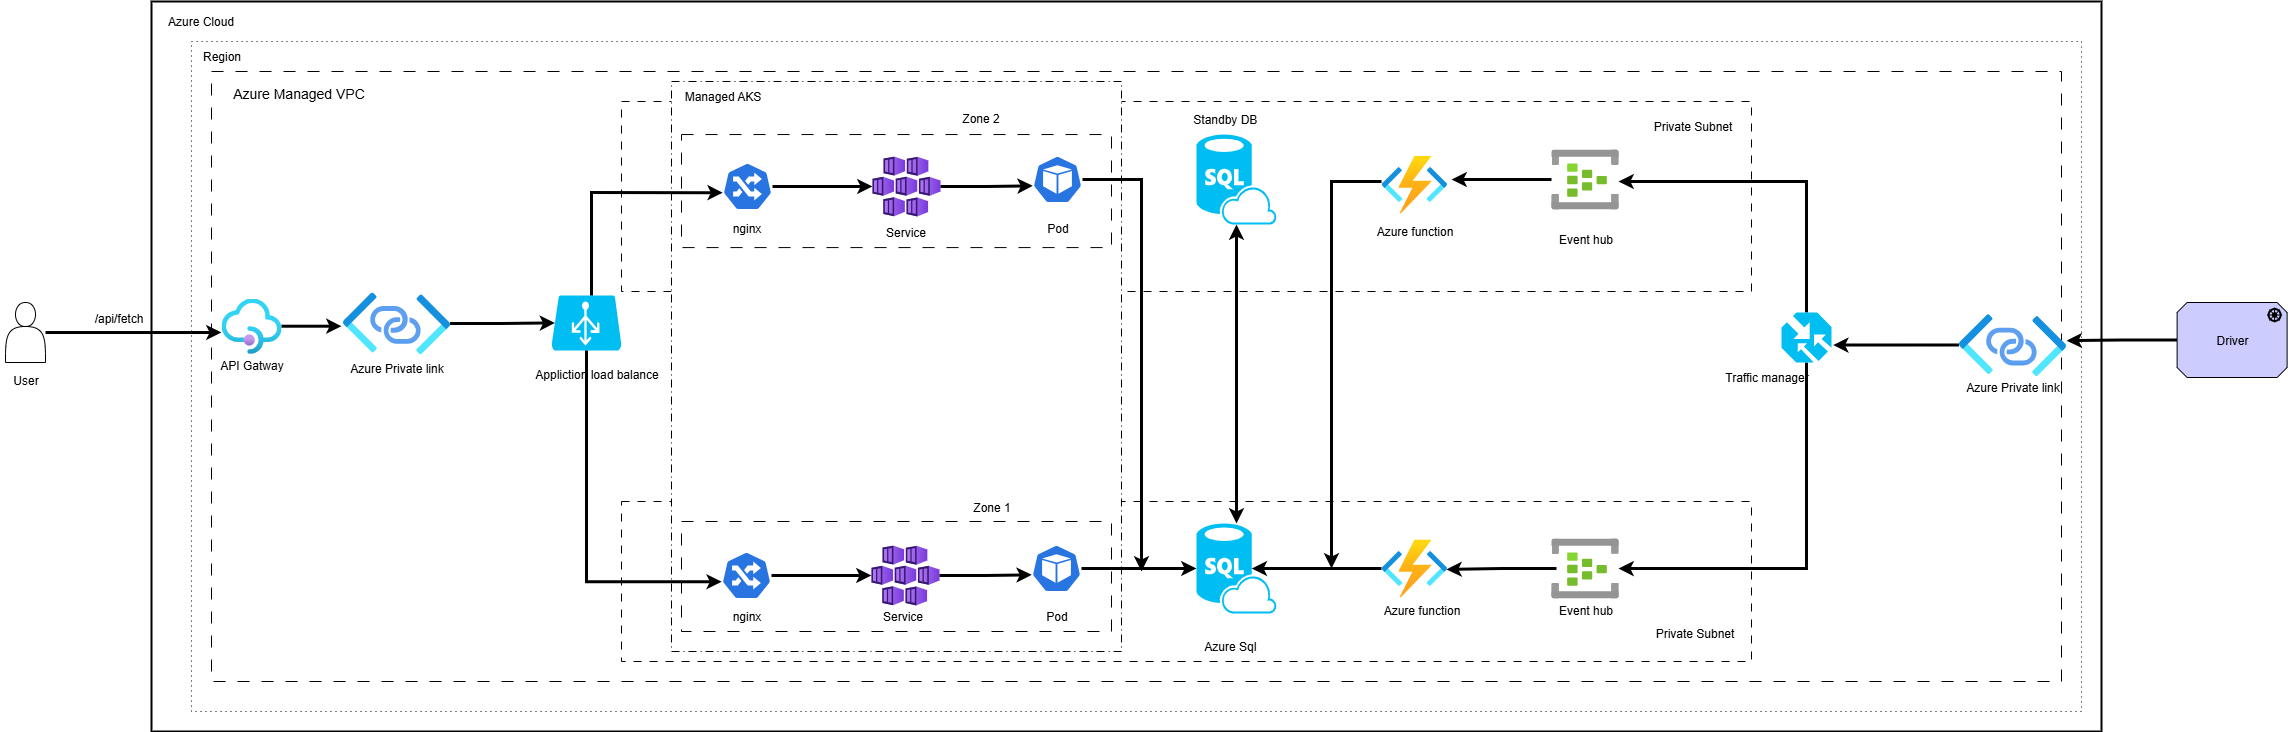 Azure Cloud
Region
Azure Managed VPC
Managed AKS
Zone 2
Standby DB
Private Subnet
SQL
nginx
Service
Pod
Azure function
Event hub
/api/fetch
User
API Gatway
Azure Private link
Appliction load balance
Traffic manager
Azure Private link
Driver
Zone 1
SQL
nginx
Service
Pod
Azure function
Event hub
Private Subnet
Azure Sql